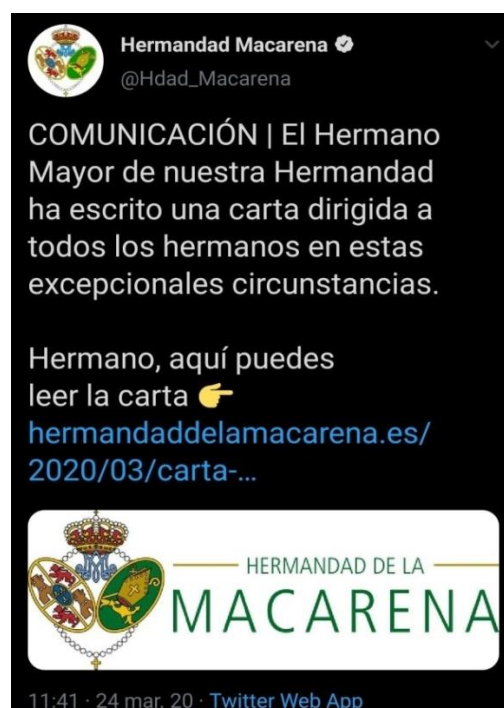 Hermandad Macarena
@Hdad_Macarena
COMUNICACIÓN | El Hermano
Mayor de nuestra Hermandad
ha escrito una carta dirigida a
todos los hermanos en estas
excepcionales circunstancias.
Hermano, aquí puedes
leer la carta 👉
hermandaddelamacarena.es/
2020/03/carta-...
HERMANDAD DE LA
MACARENA
11:41 · 24 mar. 20 · Twitter Web App